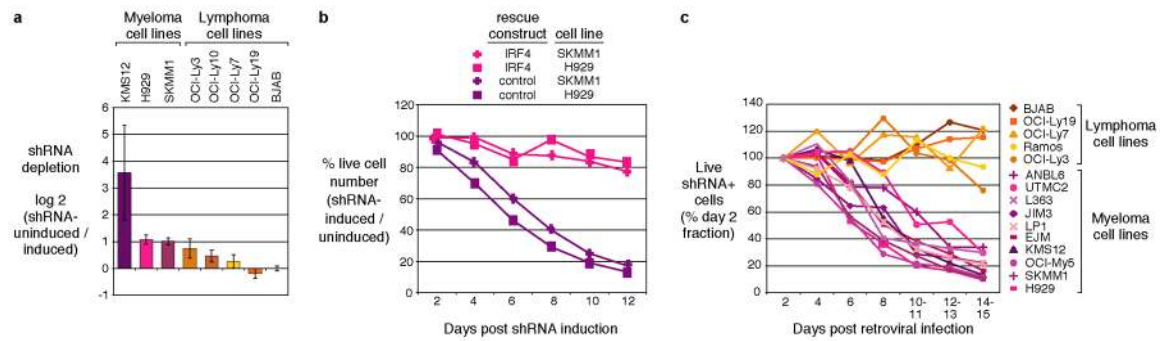 a
Myeloma
cell lines
Lymphoma
cell lines
KMS12
H929
SKMM1
OCI-Ly3
OCI-Ly10
OCI-Ly7
OCI-Ly19
BJAB
shRNA
depletion
log 2
(shRNA-
uninduced /
induced)
6
5
4
3
2
1
0
-1
b
rescue
construct
cell line
IRF4 SKMM1
IRF4 H929
control SKMM1
control H929
% live cell
number
(shRNA-
induced /
uninduced)
120
100
80
60
40
20
0
2 4 6 8 10 12
Days post shRNA induction
c
Live
shRNA+
cells
(% day 2
fraction)
140
120
100
80
60
40
20
0
2 4 6 8 10-11 12-13 14-15
Days post retroviral infection
BJAB
OCI-Ly19
OCI-Ly7
Ramos
OCI-Ly3
Lymphoma
cell lines
ANBL6
UTMC2
L363
JIM3
LP1
EJM
KMS12
OCI-My5
SKMM1
H929
Myeloma
cell lines